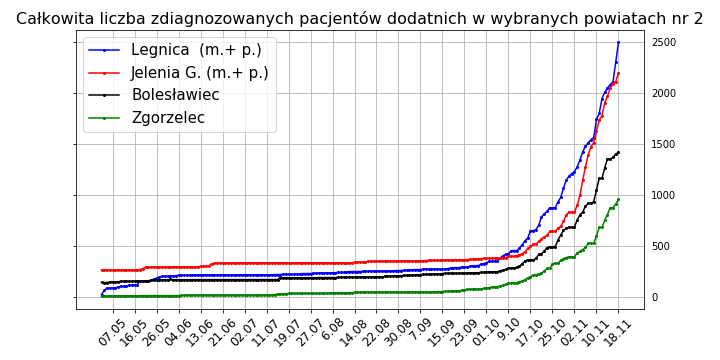 Całkowita liczba zdiagnozowanych pacjentów dodatnich w wybranych powiatach nr 2
Legnica (m.+ p.)
Jelenia G. (m.+ p.)
Bolesławiec
Zgorzelec
2500
2000
1500
1000
500
0
07.05 16.05 26.05 04.06 13.06 21.06 02.07 11.07 19.07 27.07 6.08 14.08 22.08 30.08 7.09 15.09 23.09 01.10 9.10 17.10 25.10 02.11 10.11 18.11